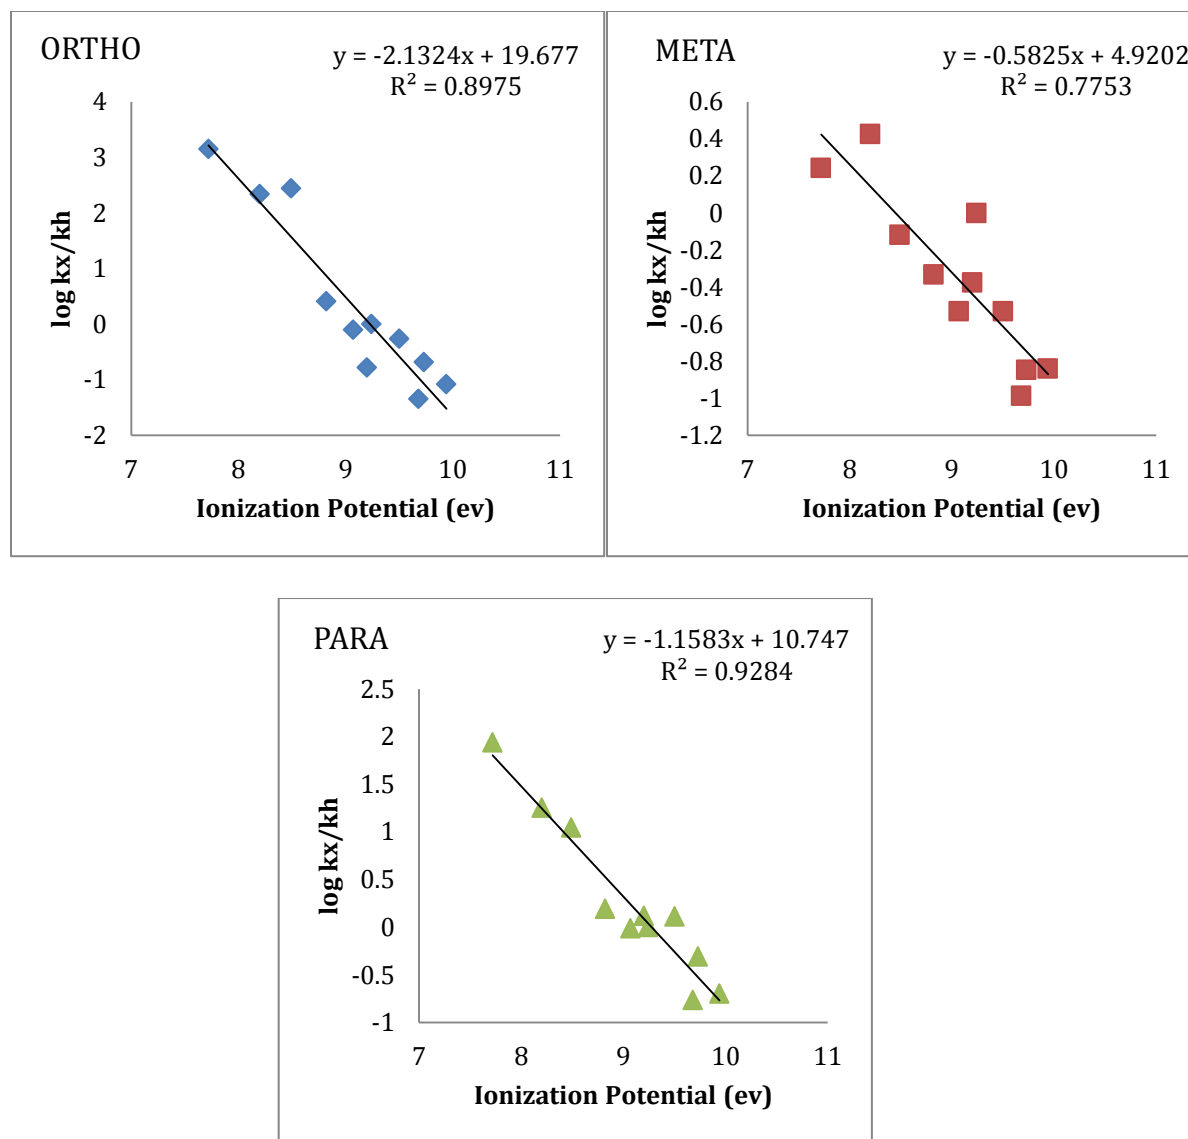 ORTHO
y = -2.1324x + 19.677
R² = 0.8975
4
3
2
1
0
-1
-2
log kx/kh
7 8 9 10 11
Ionization Potential (ev)
META
y = -0.5825x + 4.9202
R² = 0.7753
0.6
0.4
0.2
0
-0.2
-0.4
-0.6
-0.8
-1
-1.2
log kx/kh
7 8 9 10 11
Ionization Potential (ev)
PARA
y = -1.1583x + 10.747
R² = 0.9284
2.5
2
1.5
1
0.5
0
-0.5
-1
log kx/kh
7 8 9 10 11
Ionization Potential (ev)